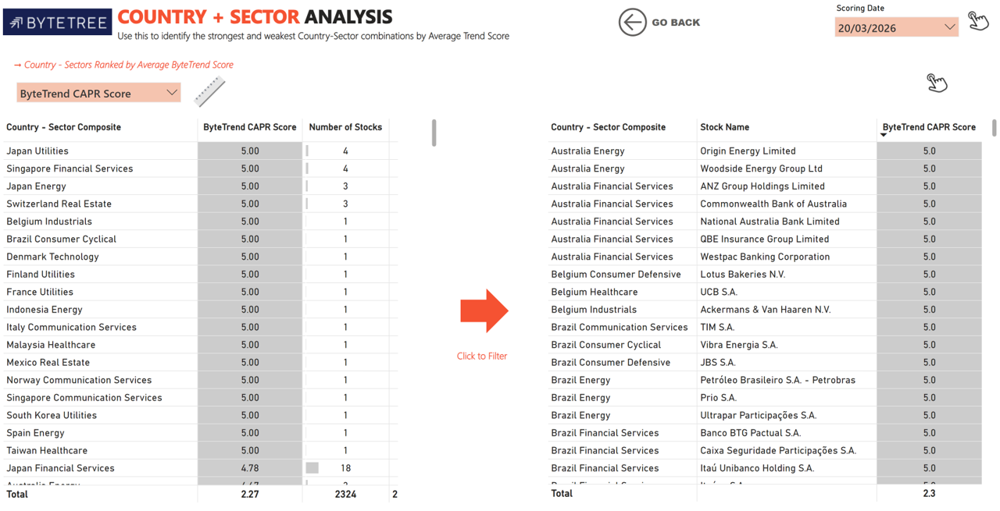 BYTETREE
COUNTRY + SECTOR ANALYSIS
Use this to identify the strongest and weakest Country-Sector combinations by Average Trend Score
GO BACK
Scoring Date
20/03/2026
→ Country - Sectors Ranked by Average ByteTrend Score
ByteTrend CAPR Score
Country - Sector Composite ByteTrend CAPR Score Number of Stocks
Japan Utilities 5.00 4
Singapore Financial Services 5.00 4
Japan Energy 5.00 3
Switzerland Real Estate 5.00 3
Belgium Industrials 5.00 1
Brazil Consumer Cyclical 5.00 1
Denmark Technology 5.00 1
Finland Utilities 5.00 1
France Utilities 5.00 1
Indonesia Energy 5.00 1
Italy Communication Services 5.00 1
Malaysia Healthcare 5.00 1
Mexico Real Estate 5.00 1
Norway Communication Services 5.00 1
Singapore Communication Services 5.00 1
South Korea Utilities 5.00 1
Spain Energy 5.00 1
Taiwan Healthcare 5.00 1
Japan Financial Services 4.78 18
Total 2.27 2324 2
Click to Filter
Country - Sector Composite Stock Name ByteTrend CAPR Score
Australia Energy Origin Energy Limited 5.0
Australia Energy Woodside Energy Group Ltd 5.0
Australia Financial Services ANZ Group Holdings Limited 5.0
Australia Financial Services Commonwealth Bank of Australia 5.0
Australia Financial Services National Australia Bank Limited 5.0
Australia Financial Services QBE Insurance Group Limited 5.0
Australia Financial Services Westpac Banking Corporation 5.0
Belgium Consumer Defensive Lotus Bakeries N.V. 5.0
Belgium Healthcare UCB S.A. 5.0
Belgium Industrials Ackermans & Van Haaren N.V. 5.0
Brazil Communication Services TIM S.A. 5.0
Brazil Consumer Cyclical Vibra Energia S.A. 5.0
Brazil Consumer Defensive JBS S.A. 5.0
Brazil Energy Petróleo Brasileiro S.A. - Petrobras 5.0
Brazil Energy Prio S.A. 5.0
Brazil Energy Ultrapar Participações S.A. 5.0
Brazil Financial Services Banco BTG Pactual S.A. 5.0
Brazil Financial Services Caixa Seguridade Participações S.A. 5.0
Brazil Financial Services Itaú Unibanco Holding S.A. 5.0
Total 2.3